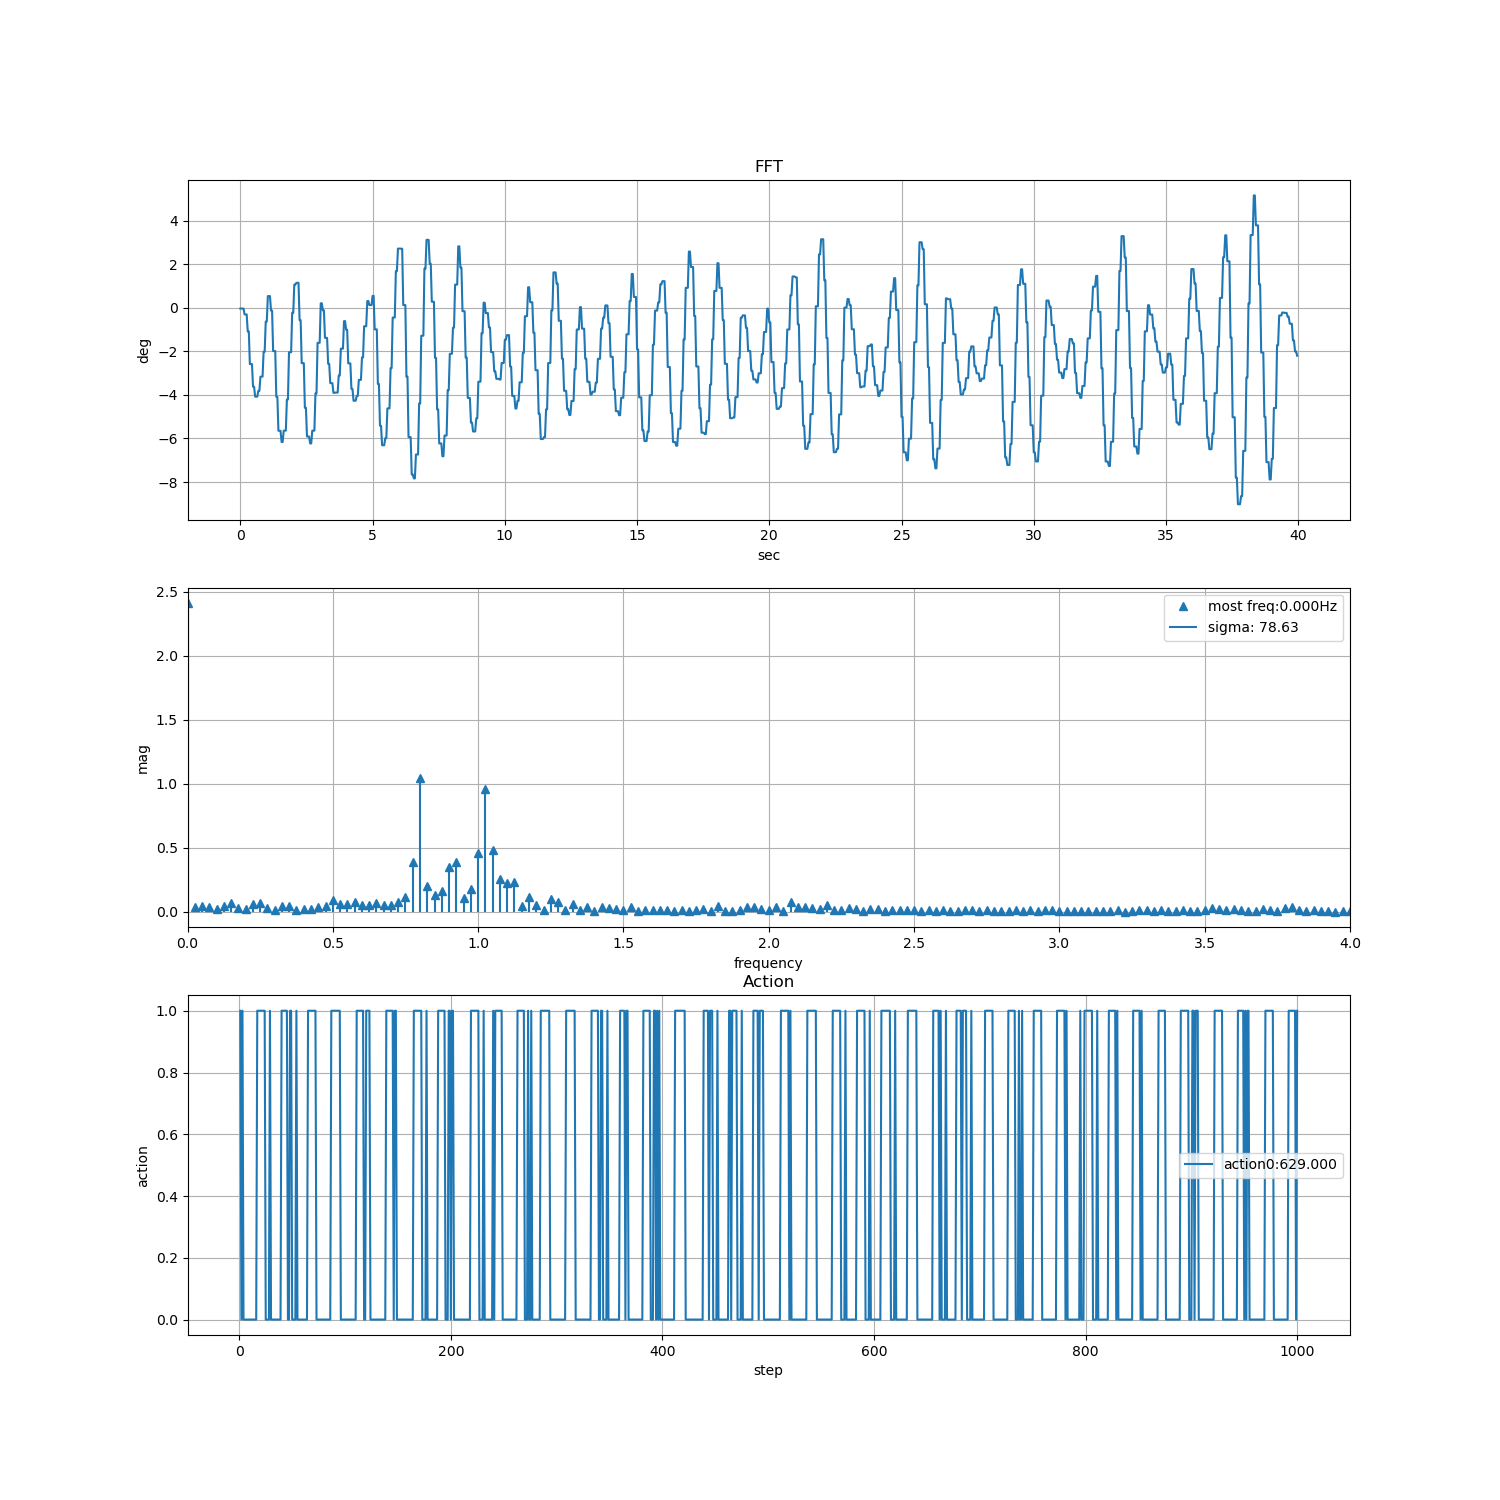 FFT
4
2
0
−2
−4
−6
−8
deg
0 5 10 15 20 25 30 35 40
sec
2.5
2.0
1.5
1.0
0.5
0.0
mag
most freq:0.000Hz
sigma: 78.63
0.0 0.5 1.0 1.5 2.0 2.5 3.0 3.5 4.0
frequency
Action
1.0
0.8
0.6
0.4
0.2
0.0
action
action0:629.000
0 200 400 600 800 1000
step